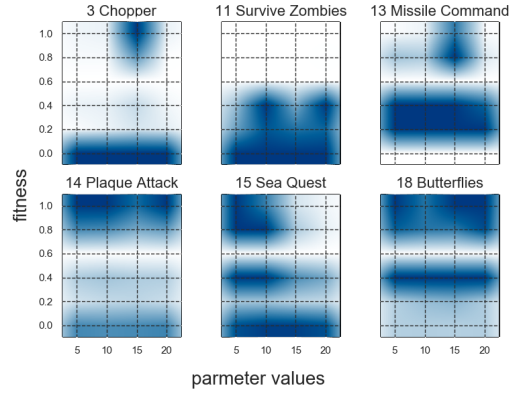 3 Chopper 11 Survive Zombies 13 Missile Command
1.0
0.8
0.6
0.4
0.2
0.0
fitness
14 Plaque Attack 15 Sea Quest 18 Butterflies
1.0
0.8
0.6
0.4
0.2
0.0
5 10 15 20 5 10 15 20 5 10 15 20
parmeter values